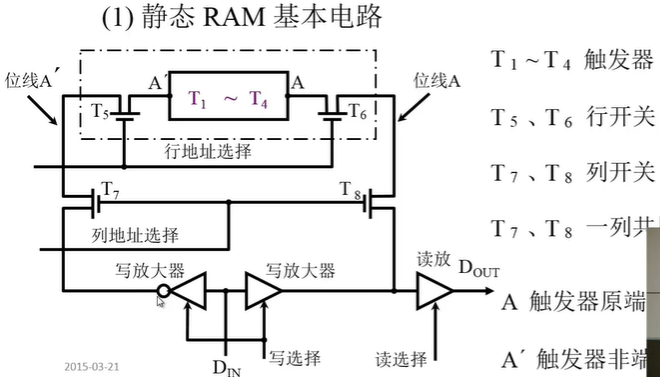 (1) 静态 RAM 基本电路
位线A′
A′
T₁ ~ T₄
A
位线A
T₅
T₆
行地址选择
T₇
T₈
列地址选择
写放大器
写放大器
读放
D_OUT
D_IN
写选择
读选择
2015-03-21
T₁ ~ T₄ 触发器
T₅、T₆ 行开关
T₇、T₈ 列开关
T₇、T₈ 一列共
A 触发器原端
A′ 触发器非端